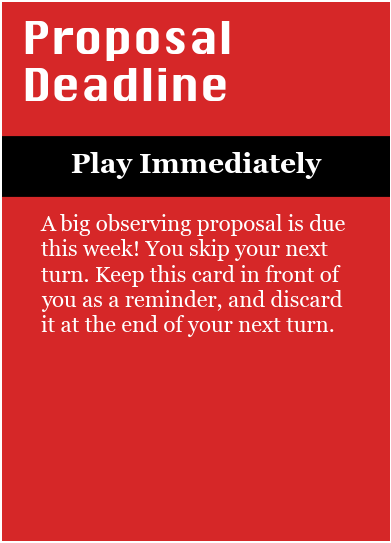 Proposal
Deadline
Play Immediately
A big observing proposal is due
this week! You skip your next
turn. Keep this card in front of
you as a reminder, and discard
it at the end of your next turn.